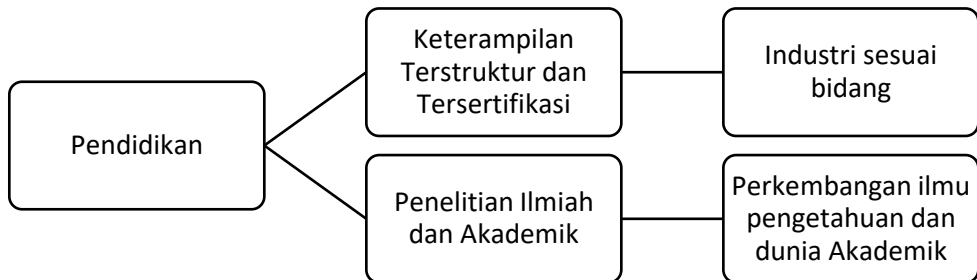 Pendidikan
Keterampilan
Terstruktur dan
Tersertifikasi
Industri sesuai
bidang
Penelitian Ilmiah
dan Akademik
Perkembangan ilmu
pengetahuan dan
dunia Akademik